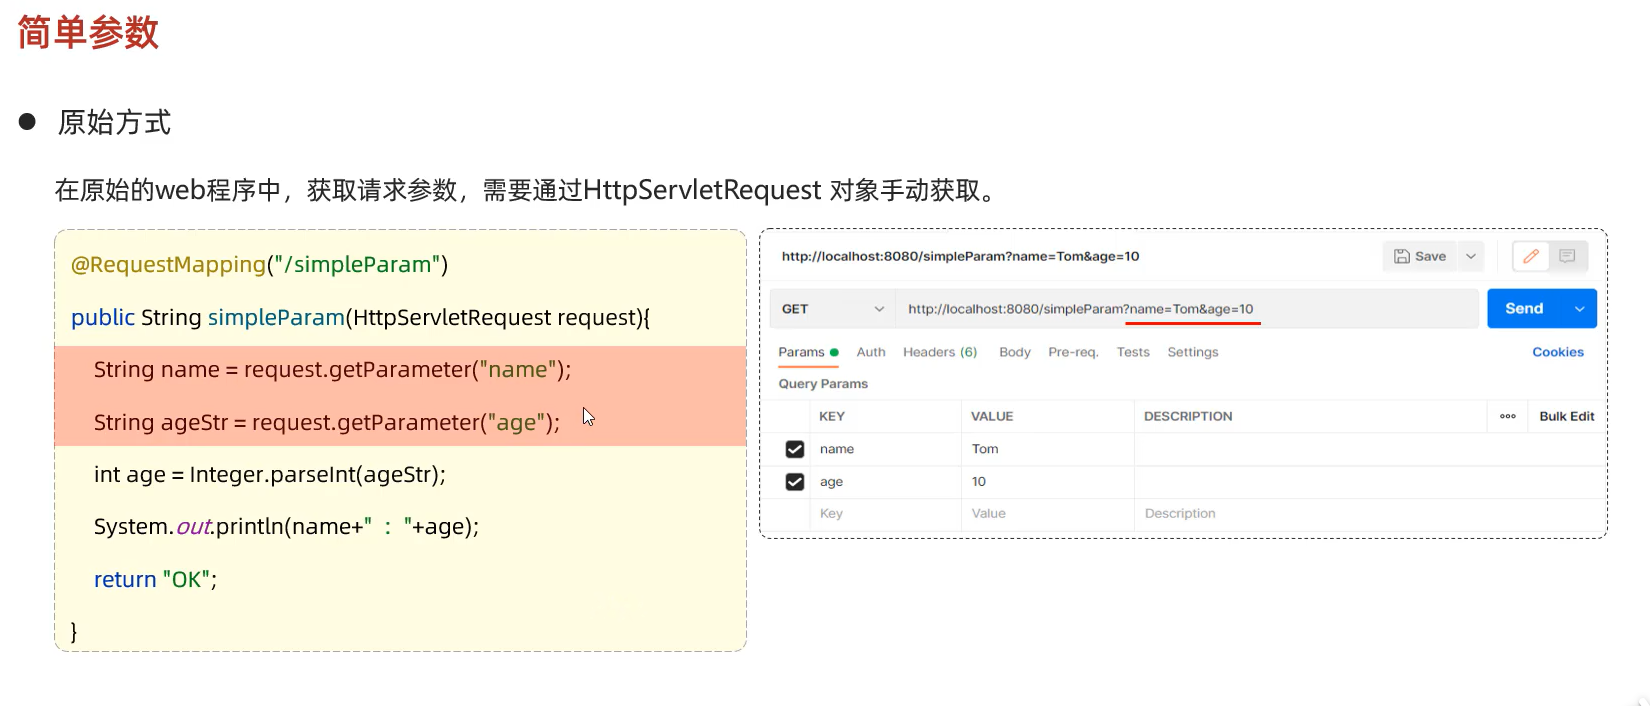 简单参数
● 原始方式
在原始的web程序中，获取请求参数，需要通过HttpServletRequest 对象手动获取。
@RequestMapping("/simpleParam")
public String simpleParam(HttpServletRequest request){
String name = request.getParameter("name");
String ageStr = request.getParameter("age");
int age = Integer.parseInt(ageStr);
System.out.println(name+" : "+age);
return "OK";
}
http://localhost:8080/simpleParam?name=Tom&age=10
Save
GET http://localhost:8080/simpleParam?name=Tom&age=10 Send
Params Auth Headers (6) Body Pre-req. Tests Settings Cookies
Query Params
KEY VALUE DESCRIPTION ooo Bulk Edit
name Tom
age 10
Key Value Description